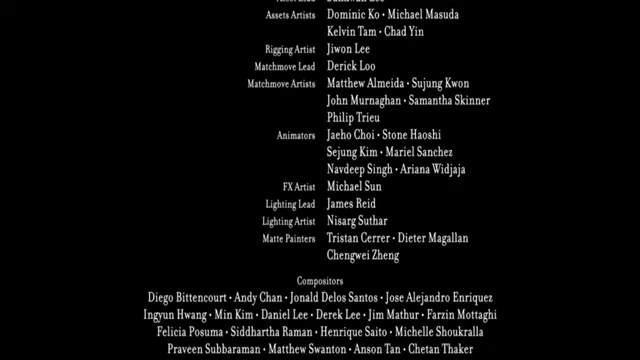 Assets Artists Dominic Ko • Michael Masuda
Kelvin Tam • Chad Yin
Rigging Artist Jiwon Lee
Matchmove Lead Derick Loo
Matchmove Artists Matthew Almeida • Sujung Kwon
John Murnaghan • Samantha Skinner
Philip Trieu
Animators Jaeho Choi • Stone Haoshi
Sejung Kim • Mariel Sanchez
Navdeep Singh • Ariana Widjaja
FX Artist Michael Sun
Lighting Lead James Reid
Lighting Artist Nisarg Suthar
Matte Painters Tristan Cerrer • Dieter Magallan
Chengwei Zheng
Compositors
Diego Bittencourt • Andy Chan • Jonald Delos Santos • Jose Alejandro Enriquez
Ingyun Hwang • Min Kim • Daniel Lee • Derek Lee • Jim Mathur • Farzin Mottaghi
Felicia Posuma • Siddhartha Raman • Henrique Saito • Michelle Shoukralla
Praveen Subbaraman • Matthew Swanton • Anson Tan • Chetan Thaker